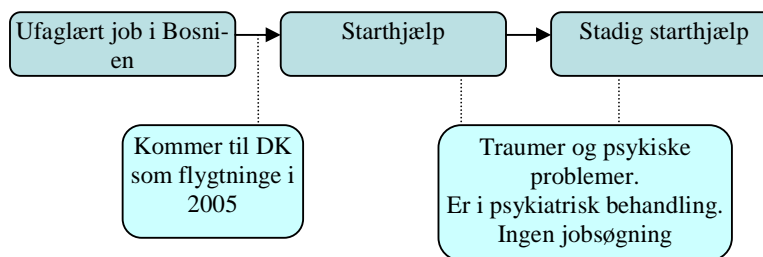 Ufaglært job i Bosni-
en
Starthjælp
Stadig starthjælp
Kommer til DK
som flygtninge i
2005
Traumer og psykiske
problemer.
Er i psykiatrisk behandling.
Ingen jobsøgning